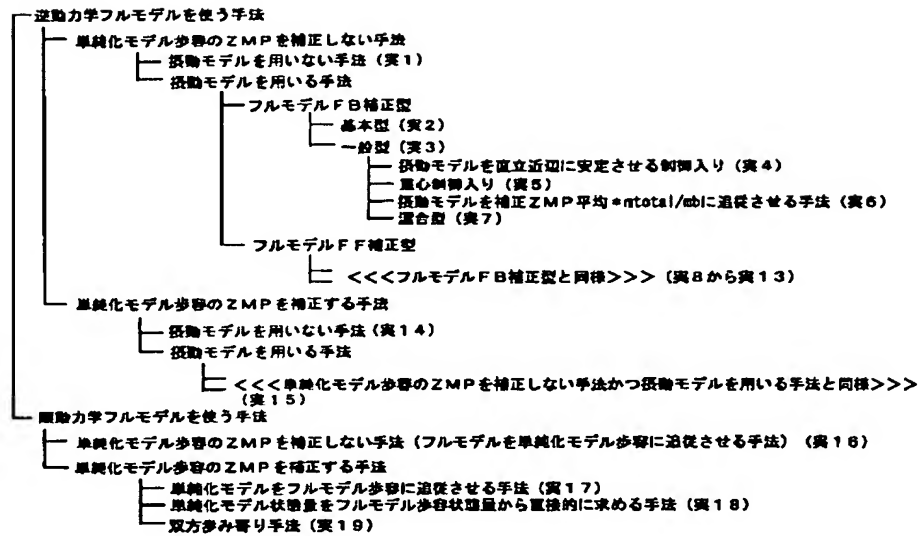 逆動力学フルモデルを使う手法
単純化モデル歩容のZMPを補正しない手法
摂動モデルを用いない手法(実1)
摂動モデルを用いる手法
フルモデルFB補正型
基本型(実2)
一般型(実3)
摂動モデルを直立近辺に安定させる制御入り(実4)
重心制御入り(実5)
摂動モデルを補正ZMP平均*mtotal/mbに追従させる手法(実6)
混合型(実7)
フルモデルFF補正型
<<<フルモデルFB補正型と同様>>>(実8から実13)
単純化モデル歩容のZMPを補正する手法
摂動モデルを用いない手法(実14)
摂動モデルを用いる手法
<<<単純化モデル歩容のZMPを補正しない手法かつ摂動モデルを用いる手法と同様>>>
(実15)
順動力学フルモデルを使う手法
単純化モデル歩容のZMPを補正しない手法(フルモデルを単純化モデル歩容に追従させる手法)(実16)
単純化モデル歩容のZMPを補正する手法
単純化モデルをフルモデル歩容に追従させる手法(実17)
単純化モデル状態量をフルモデル歩容状態量から直接的に求める手法(実18)
双方歩み寄り手法(実19)